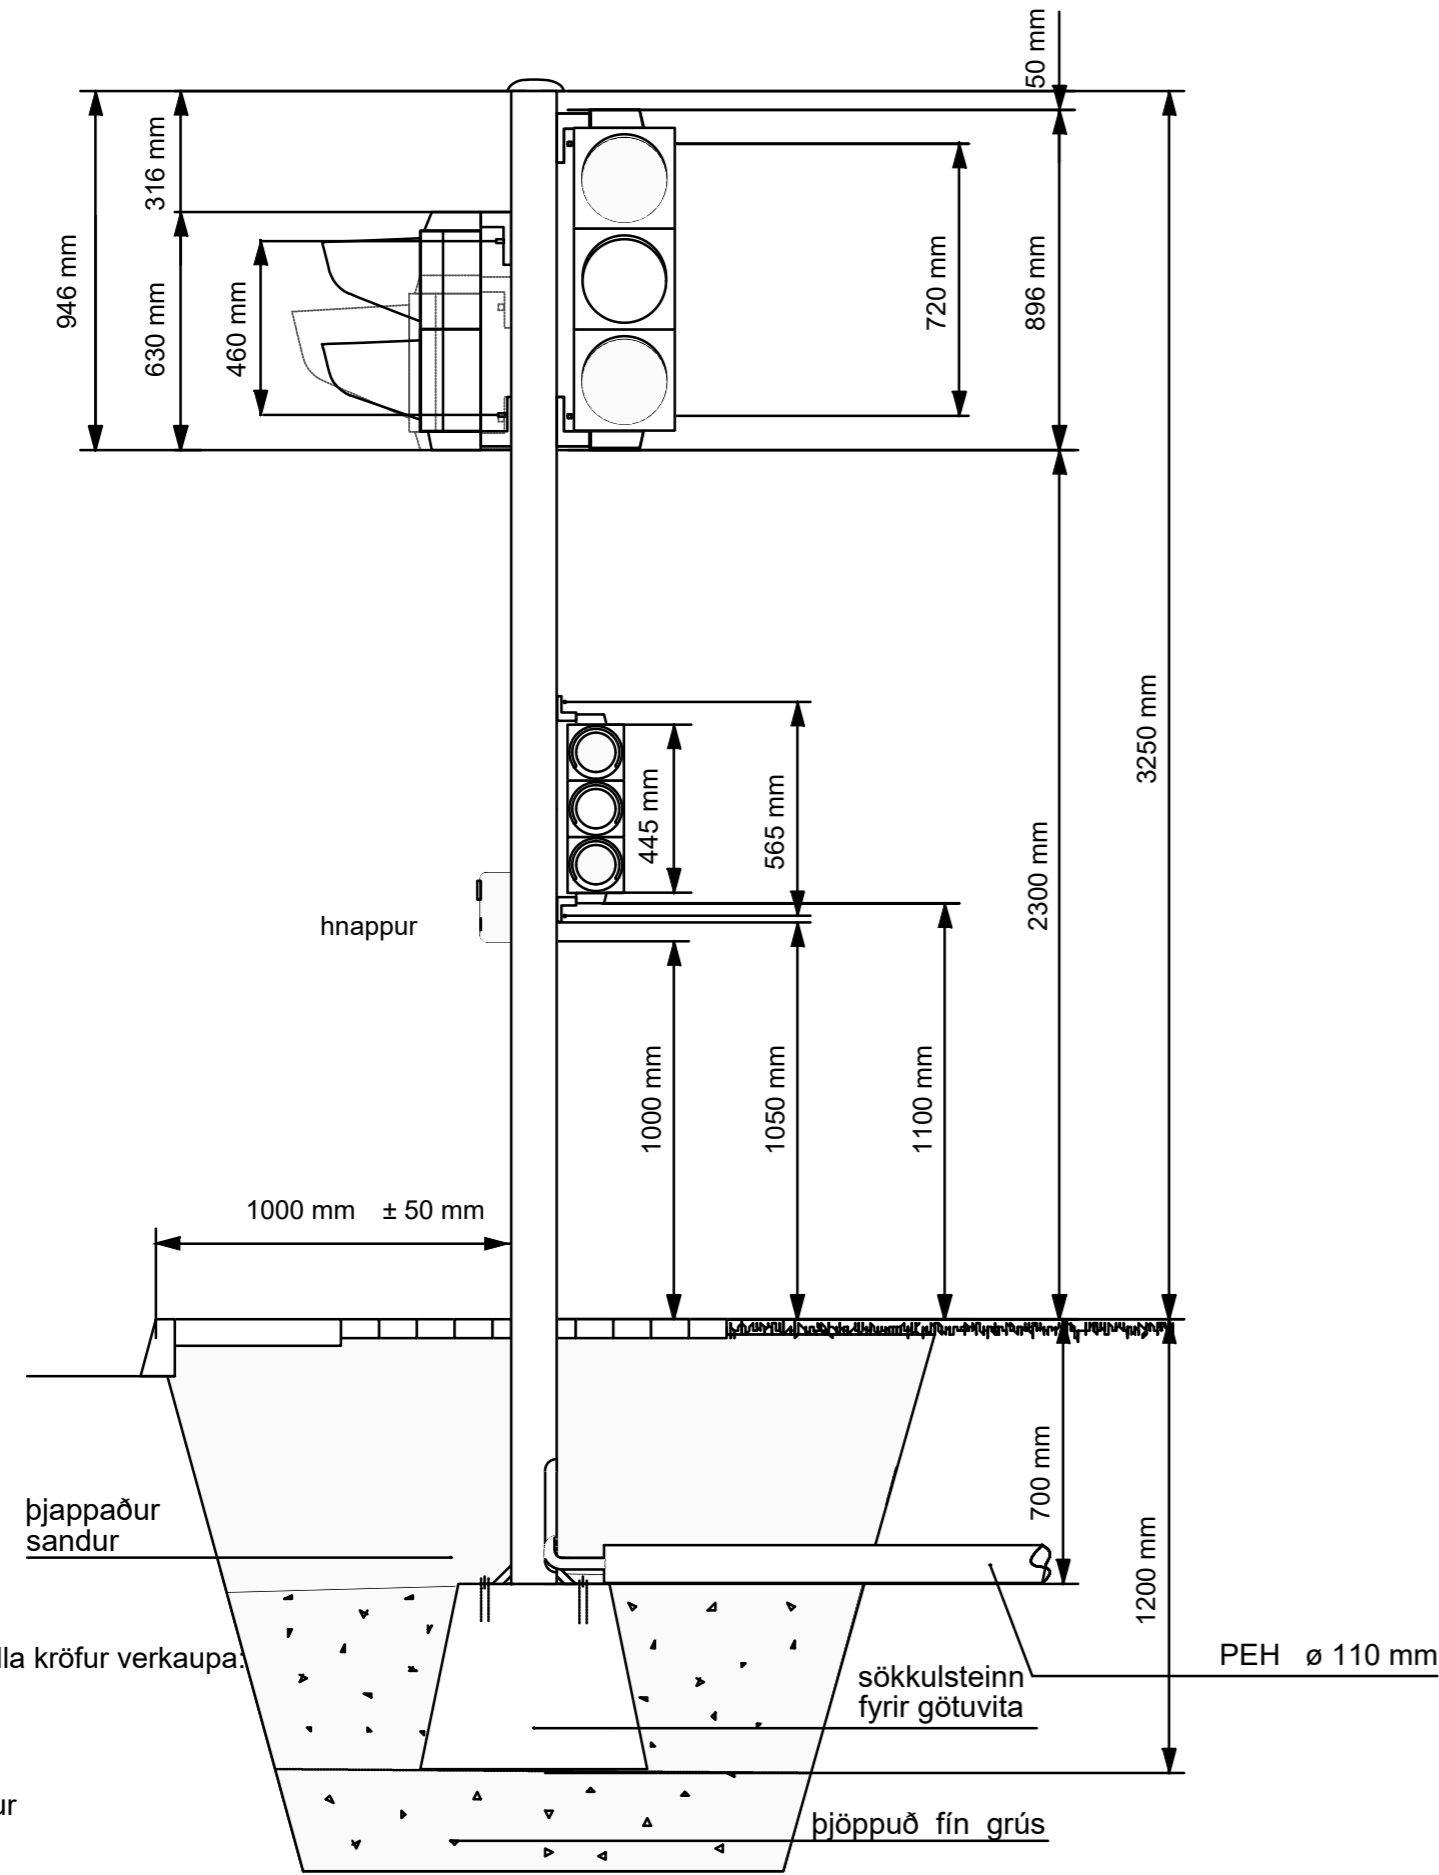 50 mm
316 mm
946 mm
630 mm
460 mm
720 mm
896 mm
3250 mm
445 mm
565 mm
2300 mm
hnappur
1000 mm
1050 mm
1100 mm
1000 mm ± 50 mm
þjappaður
sandur
700 mm
1200 mm
lla kröfur verkaupa:
PEH ø 110 mm
sökkulsteinn
fyrir götuvita
ur
þjöppuð fín grús